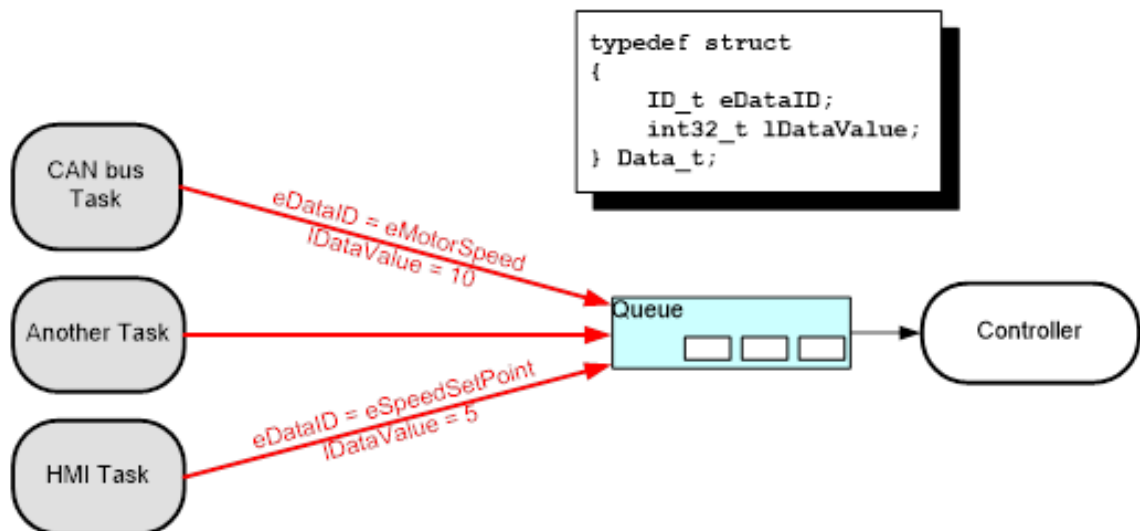 typedef struct
{
ID_t eDataID;
int32_t lDataValue;
} Data_t;
CAN bus
Task
eDataID = eMotorSpeed
lDataValue = 10
Another Task
Queue
Controller
eDataID = eSpeedSetPoint
lDataValue = 5
HMI Task